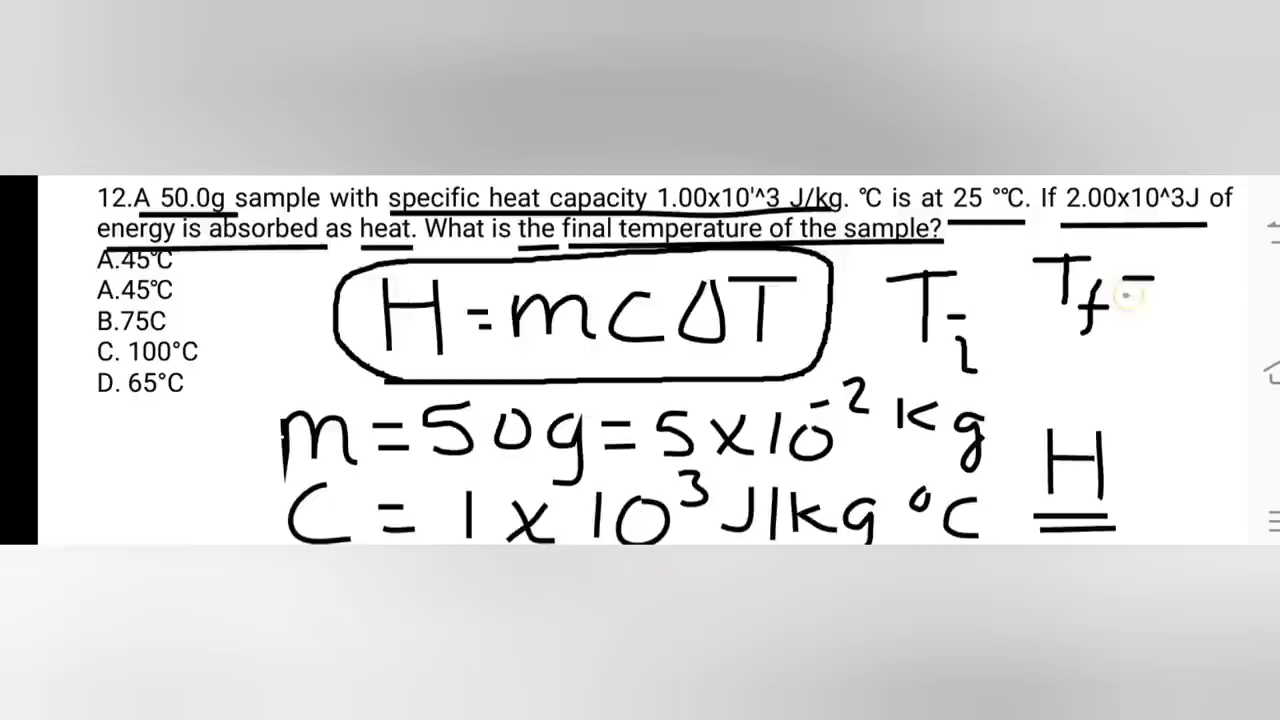 12.A 50.0g sample with specific heat capacity 1.00x10'^3 J/kg. ℃ is at 25 °℃. If 2.00x10^3J of
energy is absorbed as heat. What is the final temperature of the sample?
A.45℃
A.45℃
B.75C
C. 100°C
D. 65°C
H = mcΔT
Ti
Tf =
m = 50g = 5x10⁻² kg
C = 1 x 10³ J/kg °C
H